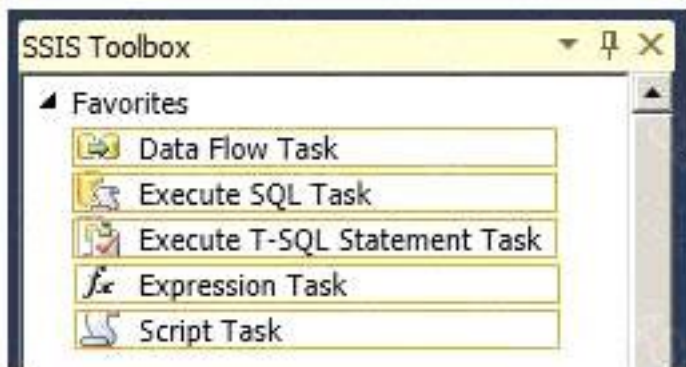 SSIS Toolbox
Favorites
Data Flow Task
Execute SQL Task
Execute T-SQL Statement Task
Expression Task
Script Task